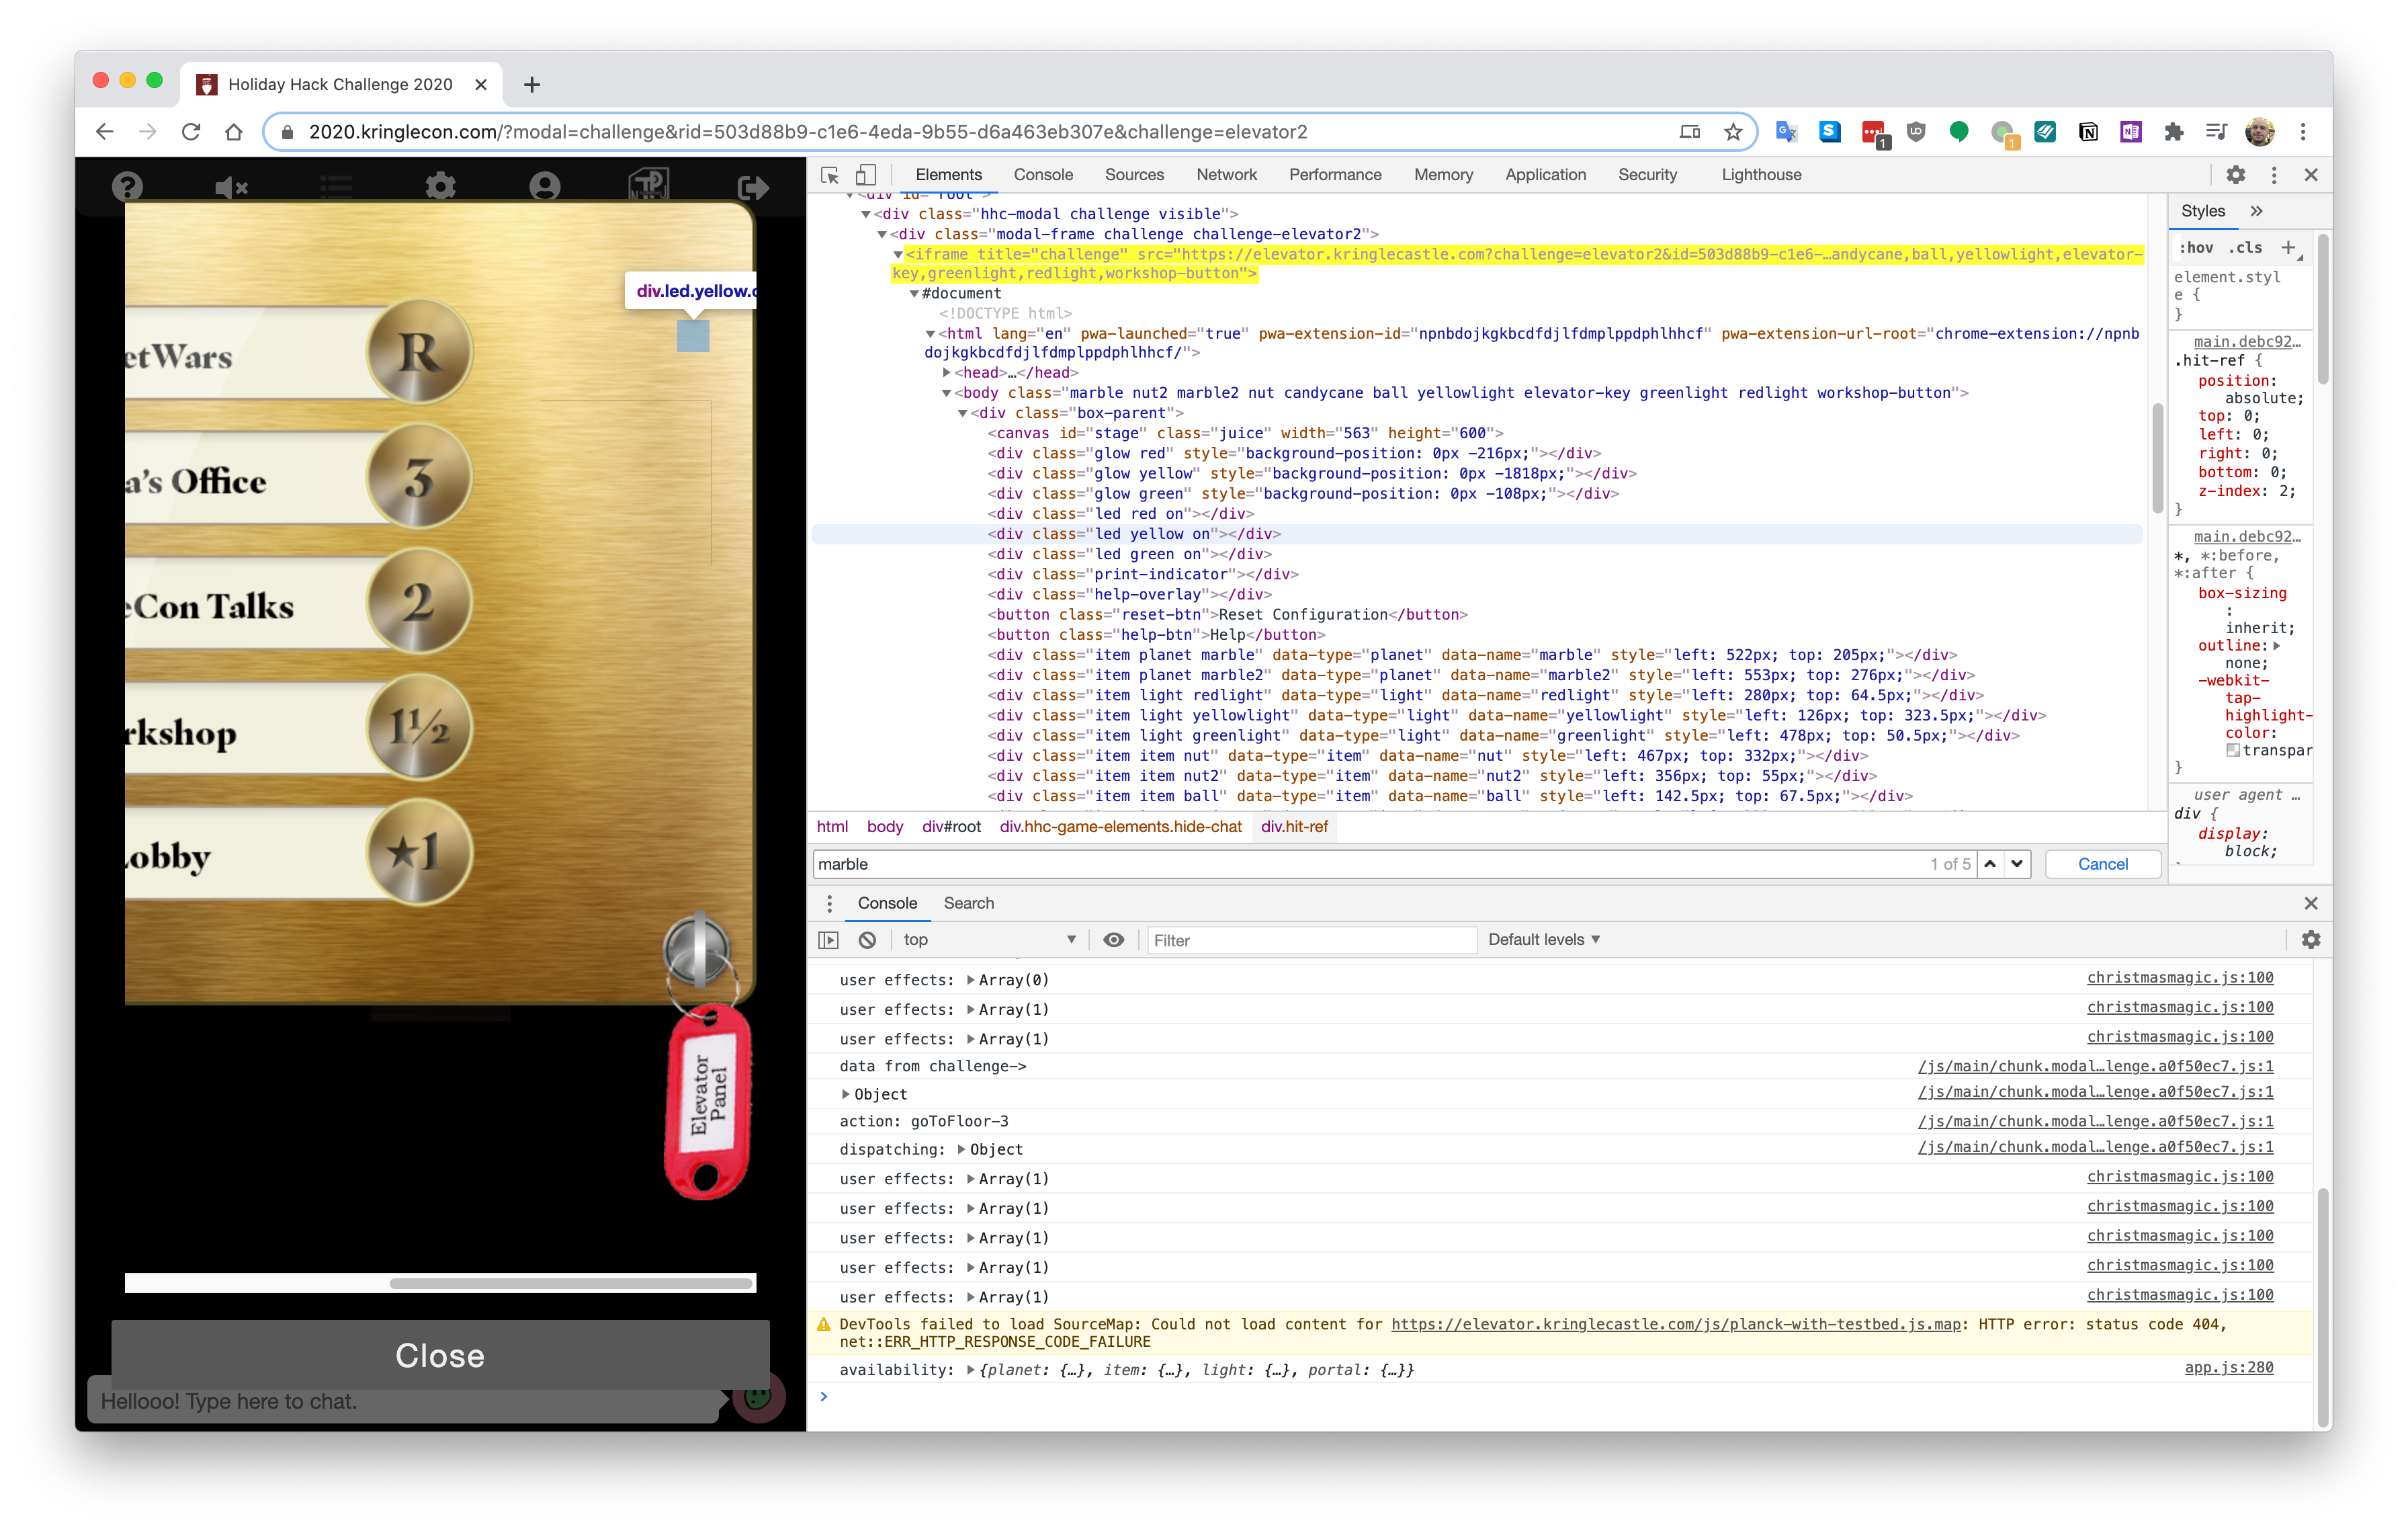 Holiday Hack Challenge 2020
2020.kringlecon.com/?modal=challenge&rid=503d88b9-c1e6-4eda-9b55-d6a463eb307e&challenge=elevator2
1
1
Elements Console Sources Network Performance Memory Application Security Lighthouse
<div id="root">
<div class="hhc-modal challenge visible">
<div class="modal-frame challenge challenge-elevator2">
<iframe title="challenge" src="https://elevator.kringlecastle.com?challenge=elevator2&id=503d88b9-c1e6-…andycane,ball,yellowlight,elevator-
key,greenlight,redlight,workshop-button">
#document
<!DOCTYPE html>
<html lang="en" pwa-launched="true" pwa-extension-id="npnbdojkgkbcdfdjlfdmplppdphlhhcf" pwa-extension-url-root="chrome-extension://npnb
dojkgkbcdfdjlfdmplppdphlhhcf/">
<head>…</head>
<body class="marble nut2 marble2 nut candycane ball yellowlight elevator-key greenlight redlight workshop-button">
<div class="box-parent">
<canvas id="stage" class="juice" width="563" height="600">
<div class="glow red" style="background-position: 0px -216px;"></div>
<div class="glow yellow" style="background-position: 0px -1818px;"></div>
<div class="glow green" style="background-position: 0px -108px;"></div>
<div class="led red on"></div>
<div class="led yellow on"></div>
<div class="led green on"></div>
<div class="print-indicator"></div>
<div class="help-overlay"></div>
<button class="reset-btn">Reset Configuration</button>
<button class="help-btn">Help</button>
<div class="item planet marble" data-type="planet" data-name="marble" style="left: 522px; top: 205px;"></div>
<div class="item planet marble2" data-type="planet" data-name="marble2" style="left: 553px; top: 276px;"></div>
<div class="item light redlight" data-type="light" data-name="redlight" style="left: 280px; top: 64.5px;"></div>
<div class="item light yellowlight" data-type="light" data-name="yellowlight" style="left: 126px; top: 323.5px;"></div>
<div class="item light greenlight" data-type="light" data-name="greenlight" style="left: 478px; top: 50.5px;"></div>
<div class="item item nut" data-type="item" data-name="nut" style="left: 467px; top: 332px;"></div>
<div class="item item nut2" data-type="item" data-name="nut2" style="left: 356px; top: 55px;"></div>
<div class="item item ball" data-type="item" data-name="ball" style="left: 142.5px; top: 67.5px;"></div>
html body div#root div.hhc-game-elements.hide-chat div.hit-ref
marble 1 of 5 Cancel
Styles
:hov .cls
element.styl
e {
}
main.debc92…
.hit-ref {
position:
absolute;
top: 0;
left: 0;
right: 0;
bottom: 0;
z-index: 2;
}
main.debc92…
*, *:before,
*:after {
box-sizing
:
inherit;
outline:
none;
-webkit-
tap-
highlight-
color:
transpar
}
user agent …
div {
display:
block;
Console Search
top Filter Default levels ▼
user effects: Array(0) christmasmagic.js:100
user effects: Array(1) christmasmagic.js:100
user effects: Array(1) christmasmagic.js:100
data from challenge-> /js/main/chunk.modal…lenge.a0f50ec7.js:1
Object /js/main/chunk.modal…lenge.a0f50ec7.js:1
action: goToFloor-3 /js/main/chunk.modal…lenge.a0f50ec7.js:1
dispatching: Object /js/main/chunk.modal…lenge.a0f50ec7.js:1
user effects: Array(1) christmasmagic.js:100
user effects: Array(1) christmasmagic.js:100
user effects: Array(1) christmasmagic.js:100
user effects: Array(1) christmasmagic.js:100
user effects: Array(1) christmasmagic.js:100
DevTools failed to load SourceMap: Could not load content for https://elevator.kringlecastle.com/js/planck-with-testbed.js.map: HTTP error: status code 404,
net::ERR_HTTP_RESPONSE_CODE_FAILURE
availability: {planet: {…}, item: {…}, light: {…}, portal: {…}} app.js:280
div.led.yellow.o
etWars R
a's Office 3
eCon Talks 2
rkshop 1½
Lobby ★1
Elevator
Panel
Close
Hellooo! Type here to chat.